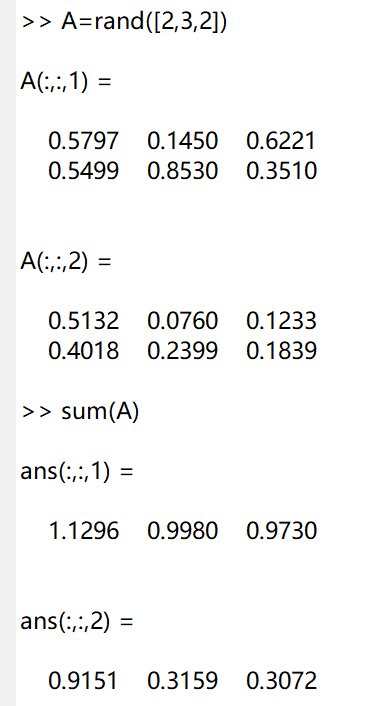 >> A=rand([2,3,2])
A(:,:,1) =
0.5797 0.1450 0.6221
0.5499 0.8530 0.3510
A(:,:,2) =
0.5132 0.0760 0.1233
0.4018 0.2399 0.1839
>> sum(A)
ans(:,:,1) =
1.1296 0.9980 0.9730
ans(:,:,2) =
0.9151 0.3159 0.3072